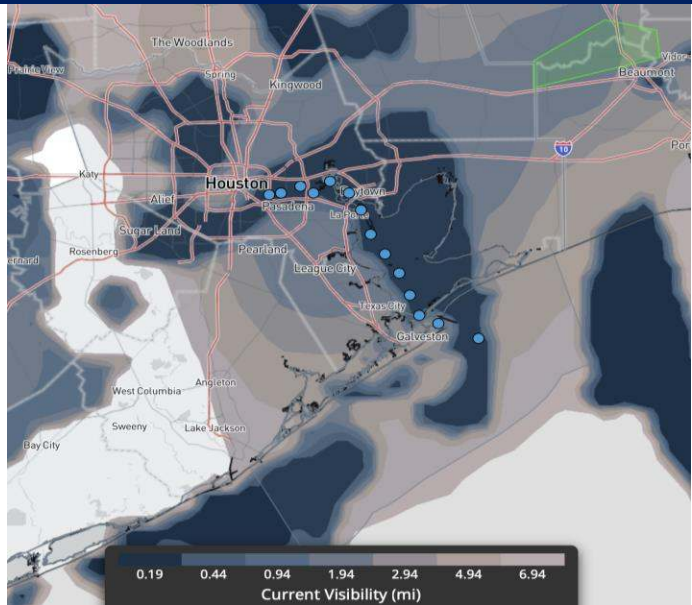 The Woodlands
Prairie View
Spring
Vidor
Beaumont
Kingwood
10
Katy
Houston
Baytown
Alief
Pasadena
La Porte
Sugar Land
Pearland
Rosenberg
League City
Texas City
Galveston
West Columbia
Angleton
Sweeny
Lake Jackson
Bay City
0.19 0.44 0.94 1.94 2.94 4.94 6.94
Current Visibility (mi)